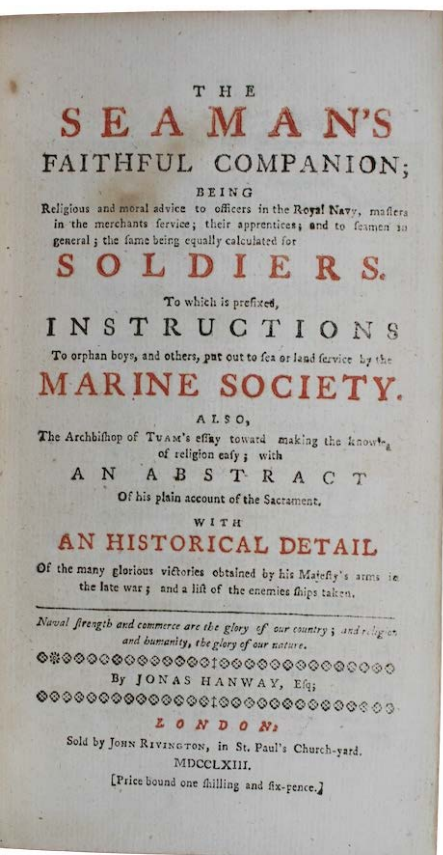 THE
SEAMAN'S
FAITHFUL COMPANION;
BEING
Religious and moral advice to officers in the Royal Navy, maſters
in the merchants ſervice; their apprentices; and to ſeamen in
general; the ſame being equally calculated for
SOLDIERS.
To which is prefixed,
INSTRUCTIONS
To orphan boys, and others, put out to ſea or land ſervice by the
MARINE SOCIETY.
ALSO,
The Archbiſhop of TUAM's eſſay toward making the
of religion eaſy; with
AN ABSTRACT
Of his plain account of the Sacrament.
WITH
AN HISTORICAL DETAIL
Of the many glorious victories obtained by his Majeſty's arms in
the late war; and a liſt of the enemies ſhips taken.
Naval ſtrength and commerce are the glory of our country; and religion
and humanity, the glory of our nature.
By JONAS HANWAY, Eſq;
LONDON:
Sold by JOHN RIVINGTON, in St. Paul's Church-yard.
MDCCLXIII.
[Price bound one ſhilling and ſix-pence.]